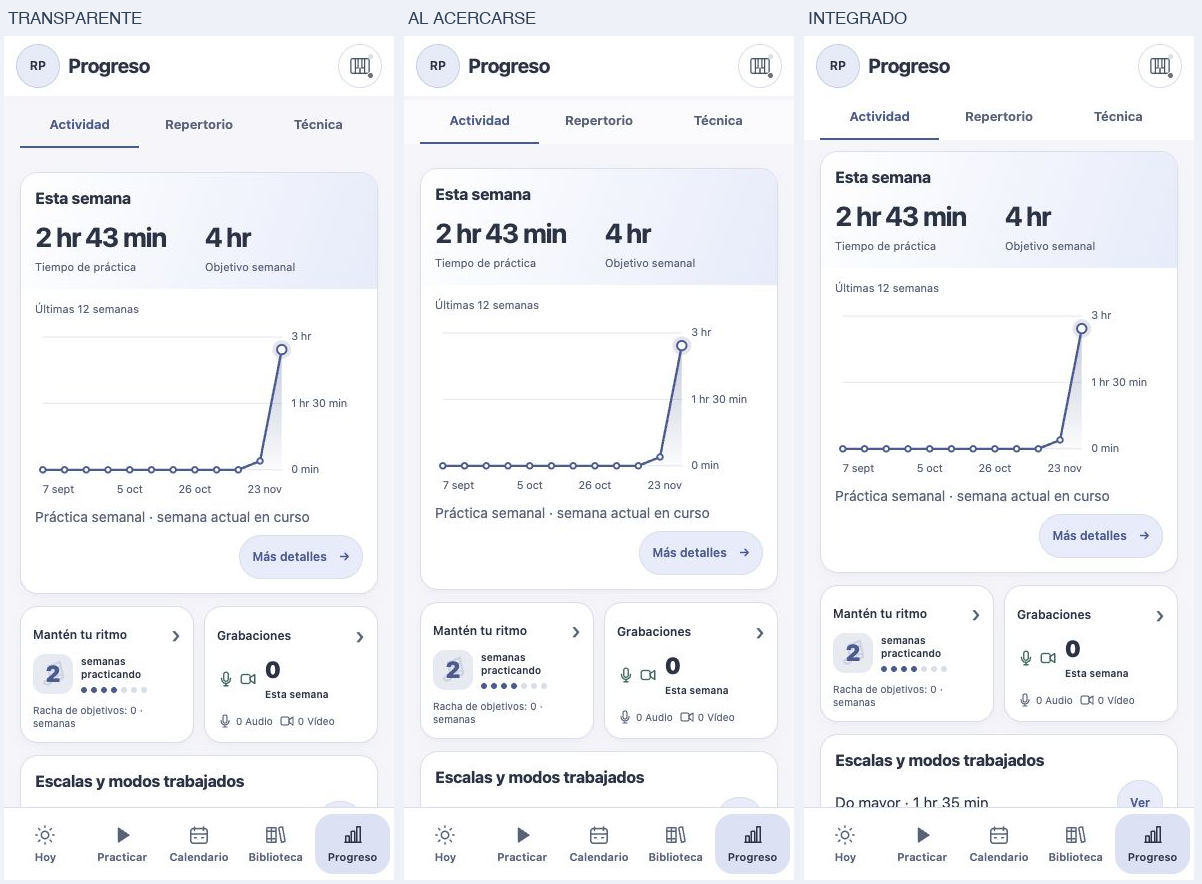 TRANSPARENTE
RP
Progreso
Actividad Repertorio Técnica
Esta semana
2 hr 43 min 4 hr
Tiempo de práctica Objetivo semanal
Últimas 12 semanas
3 hr
1 hr 30 min
0 min
7 sept 5 oct 26 oct 23 nov
Práctica semanal · semana actual en curso
Más detalles →
Mantén tu ritmo
2
semanas
practicando
Racha de objetivos: 0 ·
semanas
Grabaciones
0
Esta semana
0 Audio 0 Vídeo
Escalas y modos trabajados
Hoy Practicar Calendario Biblioteca Progreso
AL ACERCARSE
RP
Progreso
Actividad Repertorio Técnica
Esta semana
2 hr 43 min 4 hr
Tiempo de práctica Objetivo semanal
Últimas 12 semanas
3 hr
1 hr 30 min
0 min
7 sept 5 oct 26 oct 23 nov
Práctica semanal · semana actual en curso
Más detalles →
Mantén tu ritmo
2
semanas
practicando
Racha de objetivos: 0 ·
semanas
Grabaciones
0
Esta semana
0 Audio 0 Vídeo
Escalas y modos trabajados
Hoy Practicar Calendario Biblioteca Progreso
INTEGRADO
RP
Progreso
Actividad Repertorio Técnica
Esta semana
2 hr 43 min 4 hr
Tiempo de práctica Objetivo semanal
Últimas 12 semanas
3 hr
1 hr 30 min
0 min
7 sept 5 oct 26 oct 23 nov
Práctica semanal · semana actual en curso
Más detalles →
Mantén tu ritmo
2
semanas
practicando
Racha de objetivos: 0 ·
semanas
Grabaciones
0
Esta semana
0 Audio 0 Vídeo
Escalas y modos trabajados
Do mayor · 1 hr 35 min
Ver
Hoy Practicar Calendario Biblioteca Progreso